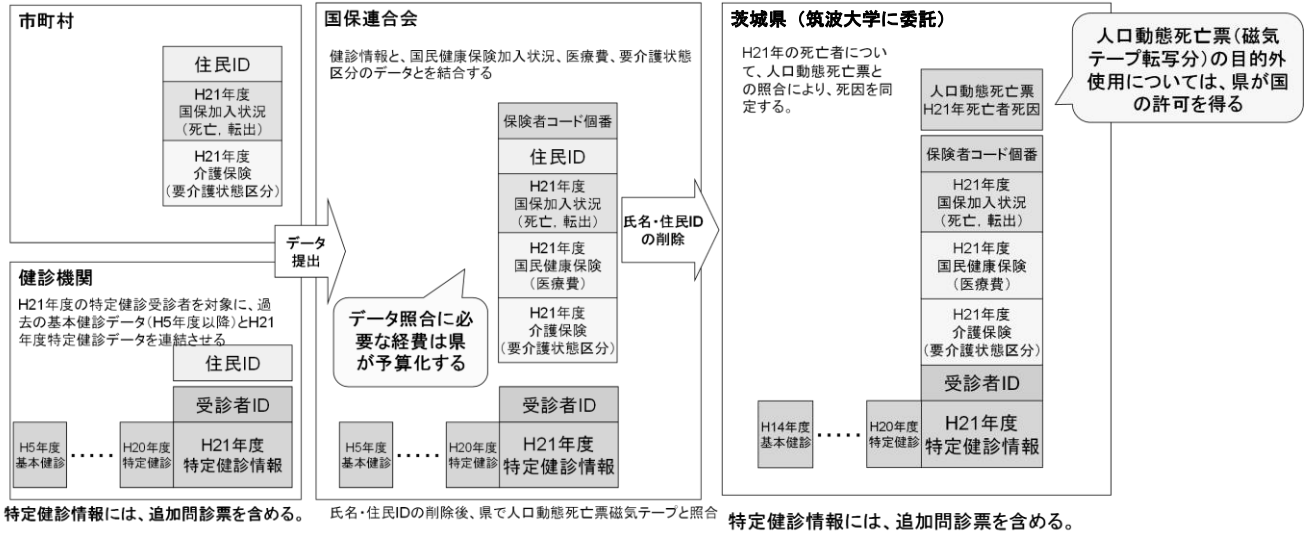 市町村
住民ID
H21年度
国保加入状況
(死亡，転出)
H21年度
介護保険
(要介護状態区分)
データ
提出
健診機関
H21年度の特定健診受診者を対象に、過
去の基本健診データ(H5年度以降)とH21
年度特定健診データを連結させる
住民ID
受診者ID
H5年度
基本健診
‥‥‥
H20年度
特定健診
H21年度
特定健診情報
特定健診情報には、追加問診票を含める。
国保連合会
健診情報と、国民健康保険加入状況、医療費、要介護状態
区分のデータとを結合する
保険者コード個番
住民ID
H21年度
国保加入状況
(死亡，転出)
H21年度
国民健康保険
(医療費)
H21年度
介護保険
(要介護状態区分)
データ照合に必
要な経費は県
が予算化する
受診者ID
H5年度
基本健診
‥‥‥
H20年度
特定健診
H21年度
特定健診情報
氏名・住民IDの削除後、県で人口動態死亡票磁気テープと照合
氏名・住民ID
の削除
茨城県（筑波大学に委託）
H21年の死亡者につい
て、人口動態死亡票と
の照合により、死因を同
定する。
人口動態死亡票(磁気
テープ転写分)の目的外
使用については、県が国
の許可を得る
人口動態死亡票
H21年死亡者死因
保険者コード個番
H21年度
国保加入状況
(死亡，転出)
H21年度
国民健康保険
(医療費)
H21年度
介護保険
(要介護状態区分)
受診者ID
H14年度
基本健診
‥‥‥
H20年度
特定健診
H21年度
特定健診情報
特定健診情報には、追加問診票を含める。